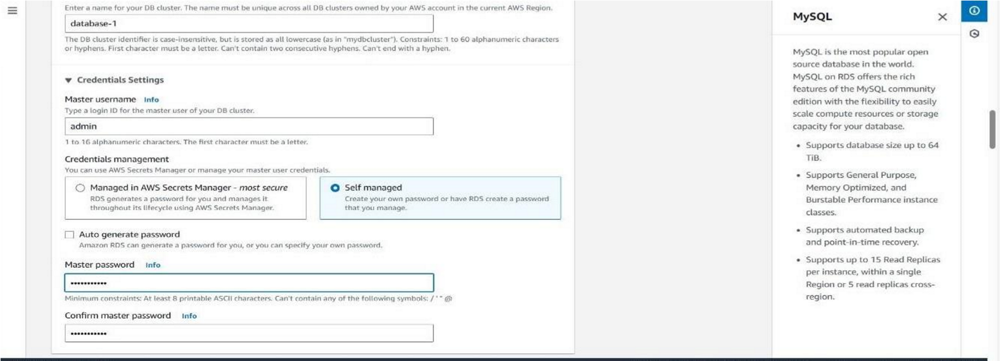 Enter a name for your DB cluster. The name must be unique across all DB clusters owned by your AWS account in the current AWS Region.
database-1
The DB cluster identifier is case-insensitive, but is stored as all lowercase (as in "mydbcluster"). Constraints: 1 to 60 alphanumeric characters
or hyphens. First character must be a letter. Can't contain two consecutive hyphens. Can't end with a hyphen.
▼ Credentials Settings
Master username Info
Type a login ID for the master user of your DB cluster.
admin
1 to 16 alphanumeric characters. The first character must be a letter.
Credentials management
You can use AWS Secrets Manager or manage your master user credentials.
Managed in AWS Secrets Manager - most secure
RDS generates a password for you and manages it
throughout its lifecycle using AWS Secrets Manager.
Self managed
Create your own password or have RDS create a password
that you manage.
Auto generate password
Amazon RDS can generate a password for you, or you can specify your own password.
Master password Info
•••••••••••
Minimum constraints: At least 8 printable ASCII characters. Can't contain any of the following symbols: / ' " @
Confirm master password Info
•••••••••••
MySQL
MySQL is the most popular open
source database in the world.
MySQL on RDS offers the rich
features of the MySQL community
edition with the flexibility to easily
scale compute resources or storage
capacity for your database.
• Supports database size up to 64
TiB.
• Supports General Purpose,
Memory Optimized, and
Burstable Performance instance
classes.
• Supports automated backup
and point-in-time recovery.
• Supports up to 15 Read Replicas
per instance, within a single
Region or 5 read replicas cross-
region.